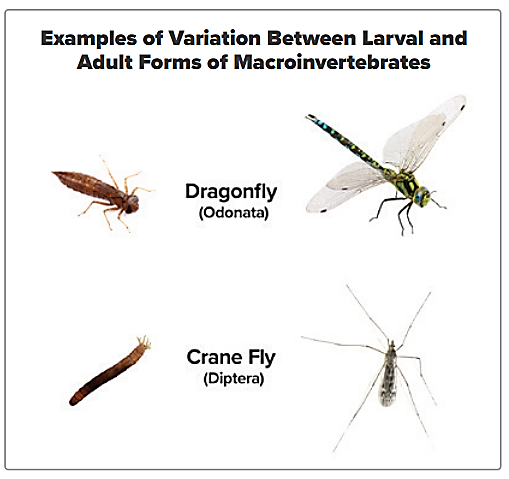 Examples of Variation Between Larval and
Adult Forms of Macroinvertebrates
Dragonfly
(Odonata)
Crane Fly
(Diptera)